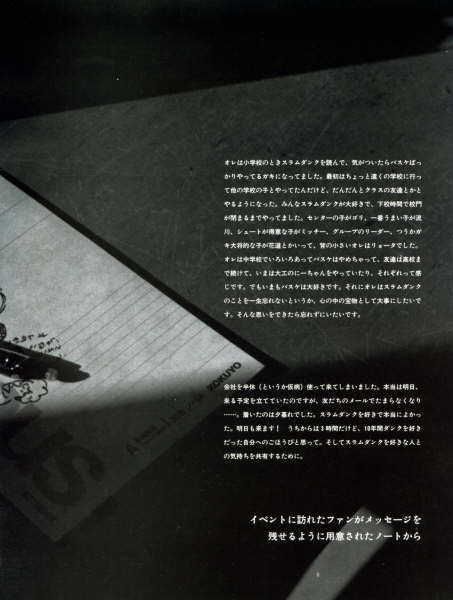 オレは小学校のときスラムダンクを読んで、気がついたらバスケばっ
かりやってるガキになってました。最初はちょっと遠くの学校に行っ
て他の学校の子とやってたんだけど、だんだんとクラスの友達とかと
やるようになった。みんなスラムダンクが大好きで、下校時間で校門
が閉まるまでやってました。センターの子がゴリ、一番うまい子が流
川、シュートが得意な子がミッチー、グループのリーダー、つうかガ
キ大将的な子が花道とかいって、背の小さいオレはリョータでした。
オレは中学校でいろいろあってバスケはやめちゃって、友達は高校ま
で続けて、いまは大工のにーちゃんをやっていたり、それぞれって感
じです。でもいまもバスケは大好きです。それにオレはスラムダンク
のことを一生忘れないというか、心の中の宝物として大事にしたいで
す。そんな思いをできたら忘れずにいたいです。
会社を半休（というか仮病）使って来てしまいました。本当は明日、
来る予定を立てていたのですが、友だちのメールでたまらなくなり
……。着いたのは夕暮れでした。スラムダンクを好きで本当によかっ
た。明日も来ます！ うちからは3時間だけど、10年間ダンクを好き
だった自分へのごほうびと思って。そしてスラムダンクを好きな人と
の気持ちを共有するために。
イベントに訪れたファンがメッセージを
残せるように用意されたノートから
KOKUYO